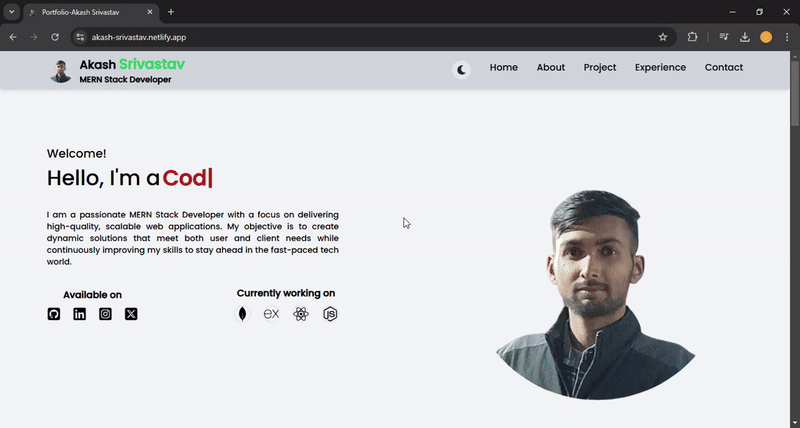 Portfolio-Akash Srivastav
akash-srivastav.netlify.app
Akash Srivastav
MERN Stack Developer
Home About Project Experience Contact
Welcome!
Hello, I'm a Cod|
I am a passionate MERN Stack Developer with a focus on delivering
high-quality, scalable web applications. My objective is to create
dynamic solutions that meet both user and client needs while
continuously improving my skills to stay ahead in the fast-paced tech
world.
Available on
Currently working on
ex